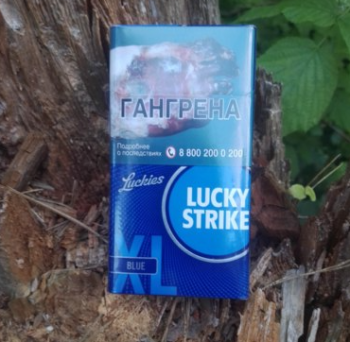 ГАНГРЕНА
Подробнее
о последствиях 8 800 200 0 200
Luckies
LUCKY
STRIKE
XL
BLUE